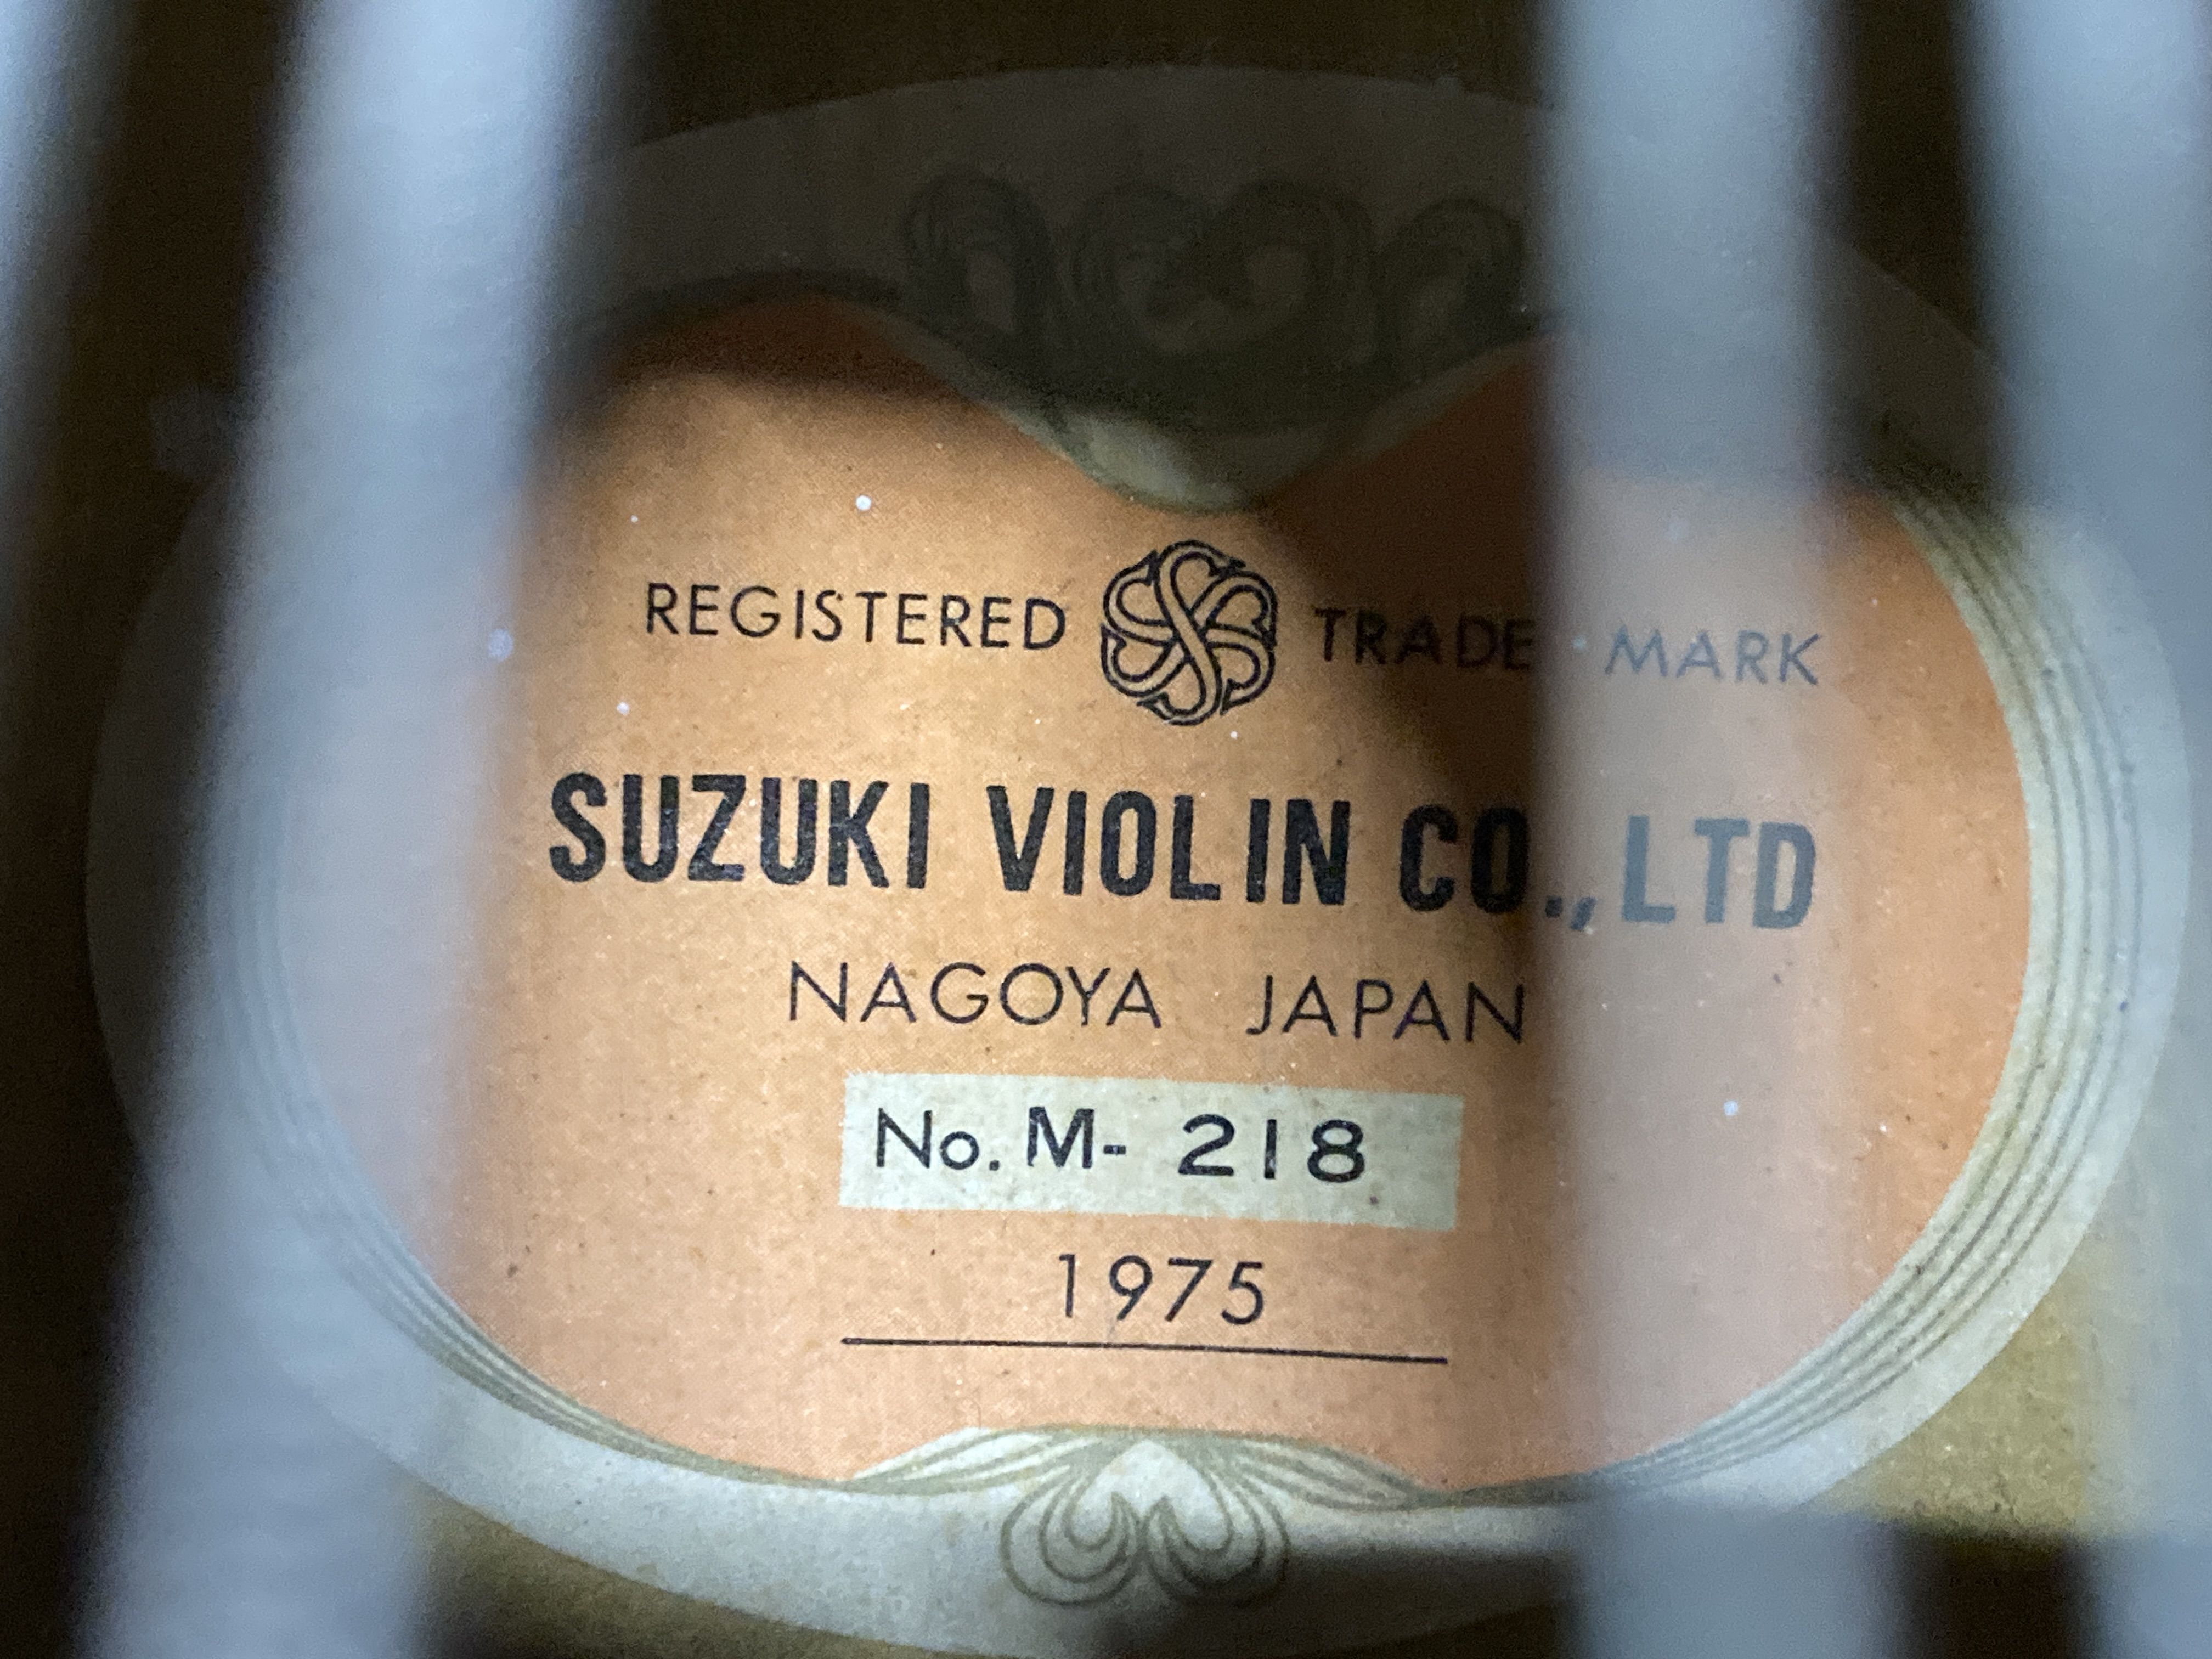 REGISTERED TRADE MARK
SUZUKI VIOLIN CO.,LTD
NAGOYA JAPAN
No. M- 218
1975